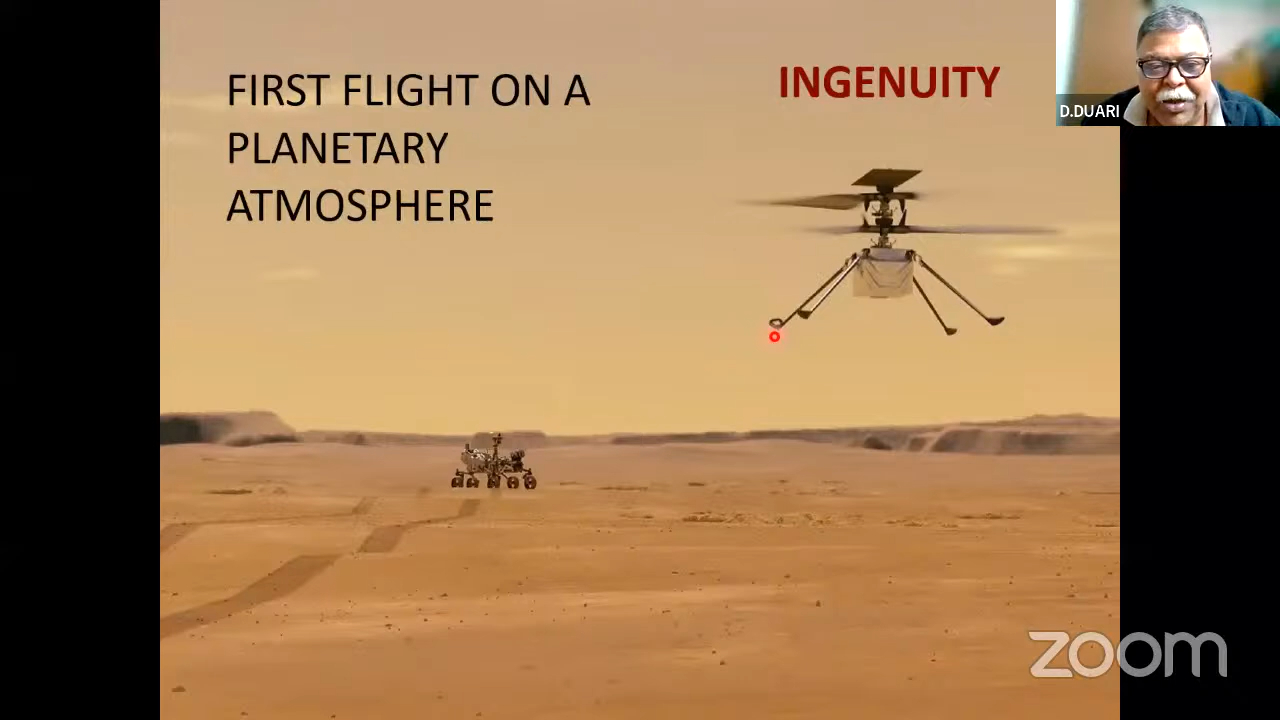 FIRST FLIGHT ON A
PLANETARY
ATMOSPHERE
INGENUITY
D.DUARI
zoom